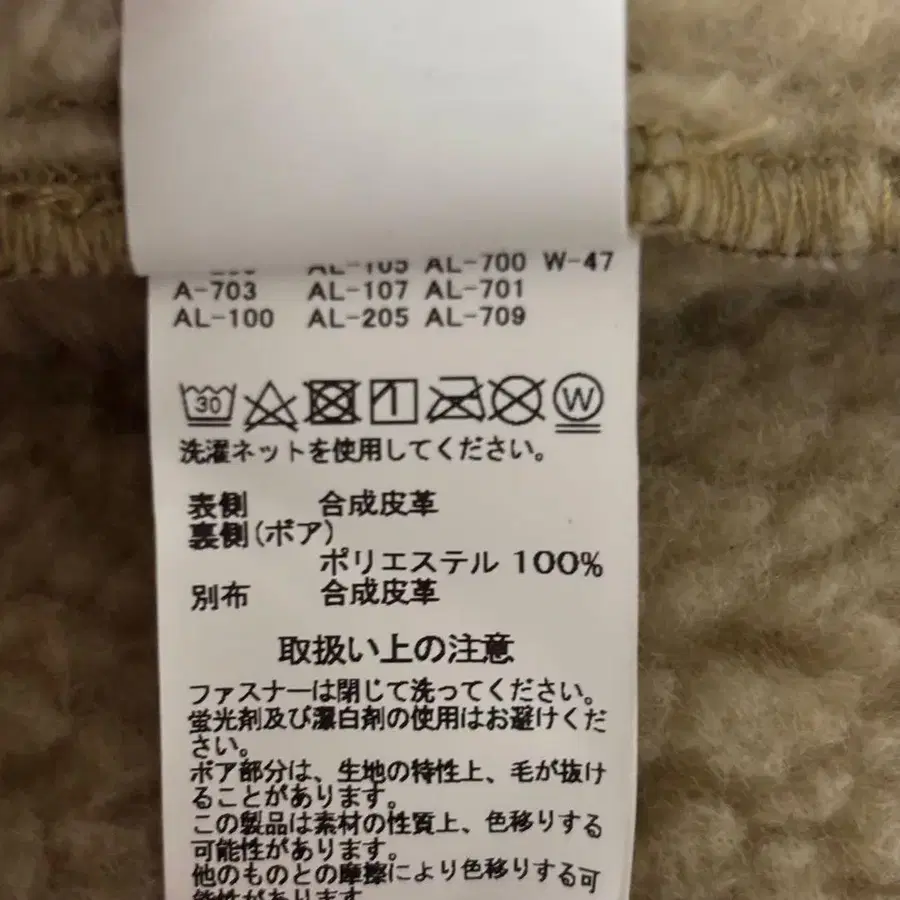 AL-105 AL-700 W-47
A-703 AL-107 AL-701
AL-100 AL-205 AL-709
30 W
洗濯ネットを使用してください。
表側 合成皮革
裏側(ボア)
ポリエステル 100%
別布 合成皮革
取扱い上の注意
ファスナーは閉じて洗ってください。
蛍光剤及び漂白剤の使用はお避けくだ
さい。
ボア部分は、生地の特性上、毛が抜け
ることがあります。
この製品は素材の性質上、色移りする
可能性があります。
他のものとの摩擦により色移りする可
能性があります。